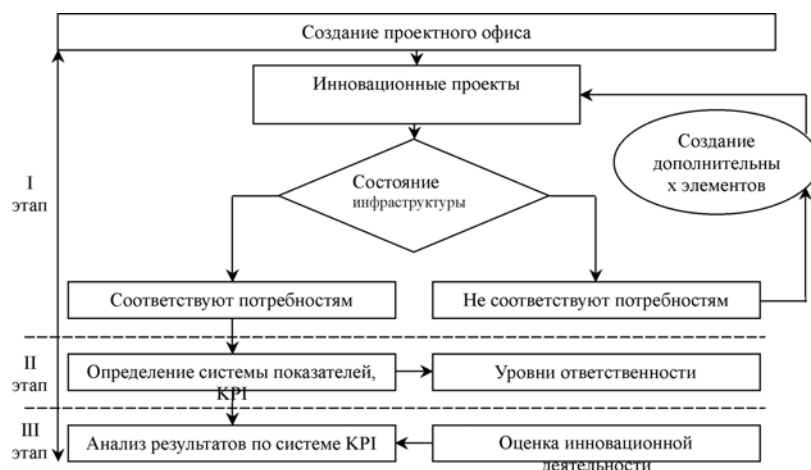 Создание проектного офиса
Инновационные проекты
Создание
дополнительны
х элементов
I
этап
Состояние
инфраструктуры
Соответствуют потребностям
Не соответствуют потребностям
II
этап
Определение системы показателей,
KPI
Уровни ответственности
III
этап
Анализ результатов по системе KPI
Оценка инновационной
деятельности